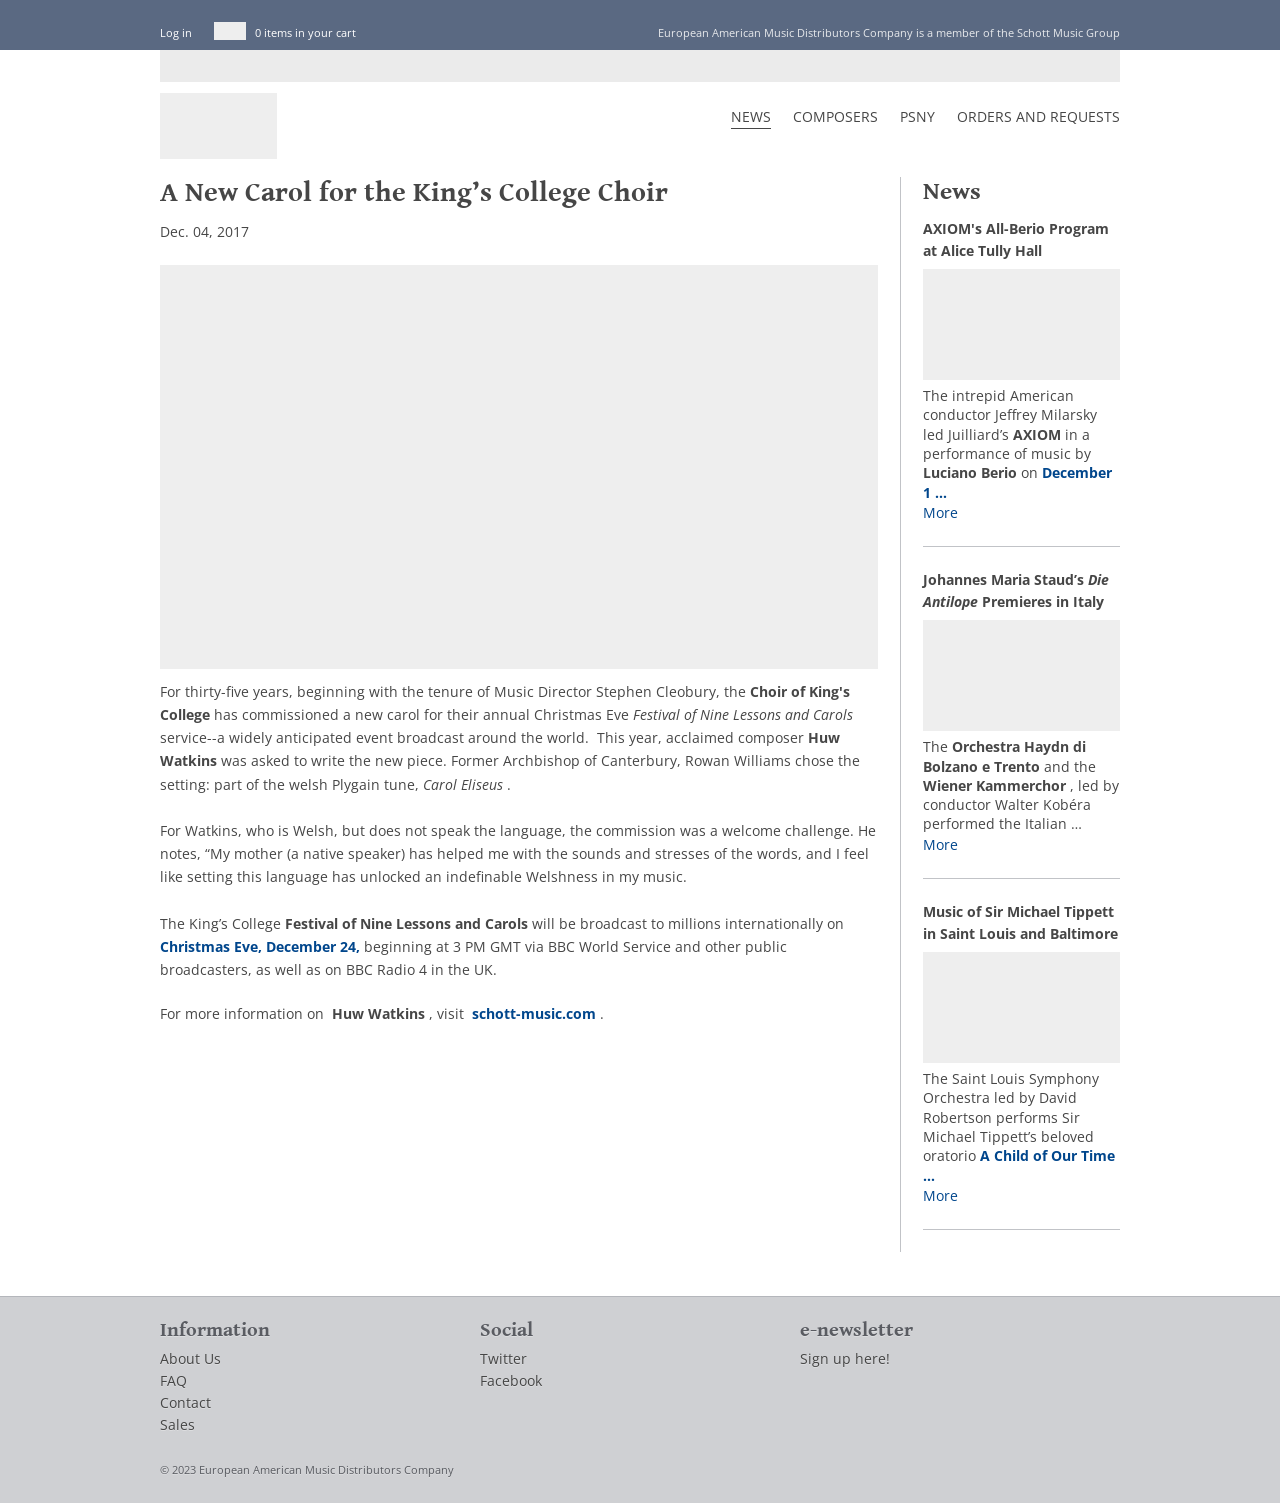 Log in
0 items in your cart
European American Music Distributors Company is a member of the Schott Music Group
NEWS
COMPOSERS
PSNY
ORDERS AND REQUESTS
A New Carol for the King’s College Choir
Dec. 04, 2017
For thirty-five years, beginning with the tenure of Music Director Stephen Cleobury, the Choir of King's
College has commissioned a new carol for their annual Christmas Eve Festival of Nine Lessons and Carols
service--a widely anticipated event broadcast around the world.  This year, acclaimed composer Huw
Watkins was asked to write the new piece. Former Archbishop of Canterbury, Rowan Williams chose the
setting: part of the welsh Plygain tune, Carol Eliseus .
For Watkins, who is Welsh, but does not speak the language, the commission was a welcome challenge. He
notes, “My mother (a native speaker) has helped me with the sounds and stresses of the words, and I feel
like setting this language has unlocked an indefinable Welshness in my music.
The King’s College Festival of Nine Lessons and Carols will be broadcast to millions internationally on
Christmas Eve, December 24, beginning at 3 PM GMT via BBC World Service and other public
broadcasters, as well as on BBC Radio 4 in the UK.
For more information on  Huw Watkins , visit  schott-music.com .
News
AXIOM's All-Berio Program
at Alice Tully Hall
The intrepid American
conductor Jeffrey Milarsky
led Juilliard’s AXIOM in a
performance of music by
Luciano Berio on December
1 ...
More
Johannes Maria Staud’s Die
Antilope Premieres in Italy
The Orchestra Haydn di
Bolzano e Trento and the
Wiener Kammerchor , led by
conductor Walter Kobéra
performed the Italian ...
More
Music of Sir Michael Tippett
in Saint Louis and Baltimore
The Saint Louis Symphony
Orchestra led by David
Robertson performs Sir
Michael Tippett’s beloved
oratorio A Child of Our Time
...
More
Information
About Us
FAQ
Contact
Sales
Social
Twitter
Facebook
e-newsletter
Sign up here!
© 2023 European American Music Distributors Company